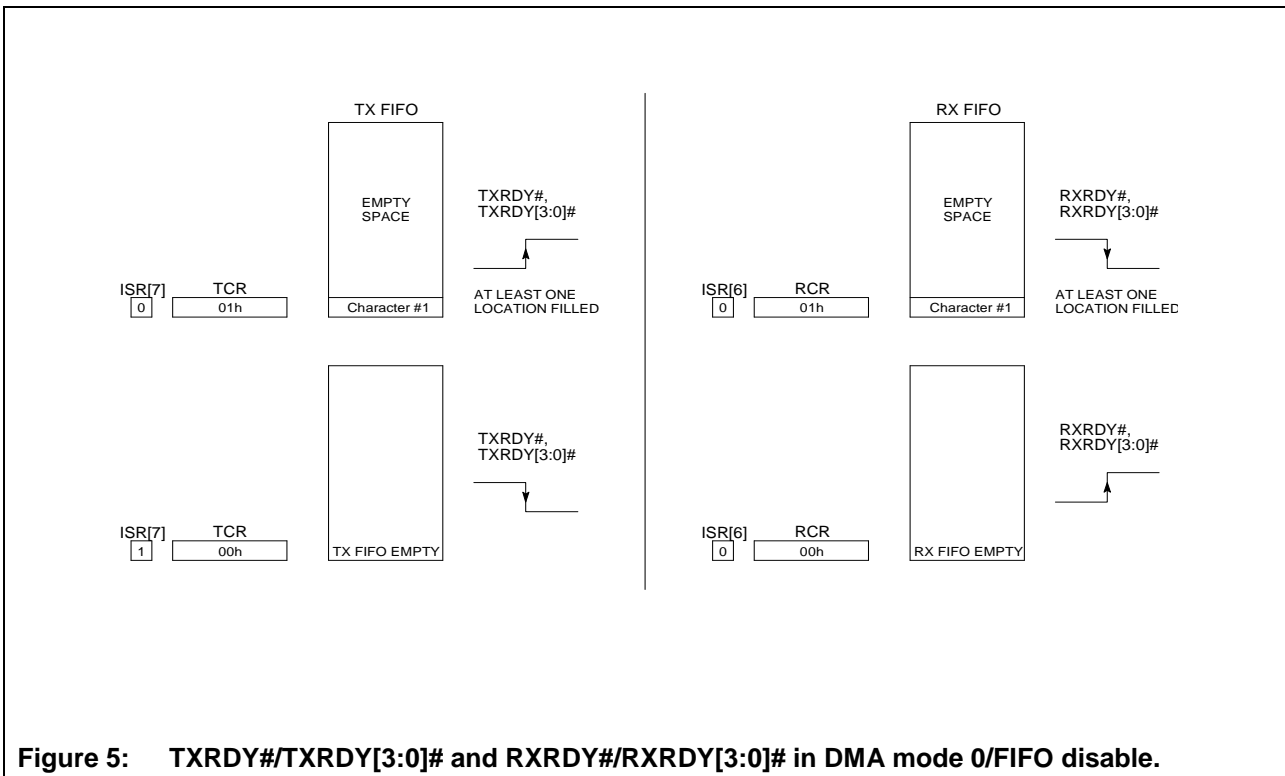 TX FIFO
EMPTY
SPACE
TXRDY#,
TXRDY[3:0]#
AT LEAST ONE
LOCATION FILLED
ISR[7]
0
TCR
01h
Character #1
TXRDY#,
TXRDY[3:0]#
ISR[7]
1
TCR
00h
TX FIFO EMPTY
RX FIFO
EMPTY
SPACE
RXRDY#,
RXRDY[3:0]#
AT LEAST ONE
LOCATION FILLED
ISR[6]
0
RCR
01h
Character #1
RXRDY#,
RXRDY[3:0]#
ISR[6]
0
RCR
00h
RX FIFO EMPTY
Figure 5: TXRDY#/TXRDY[3:0]# and RXRDY#/RXRDY[3:0]# in DMA mode 0/FIFO disable.